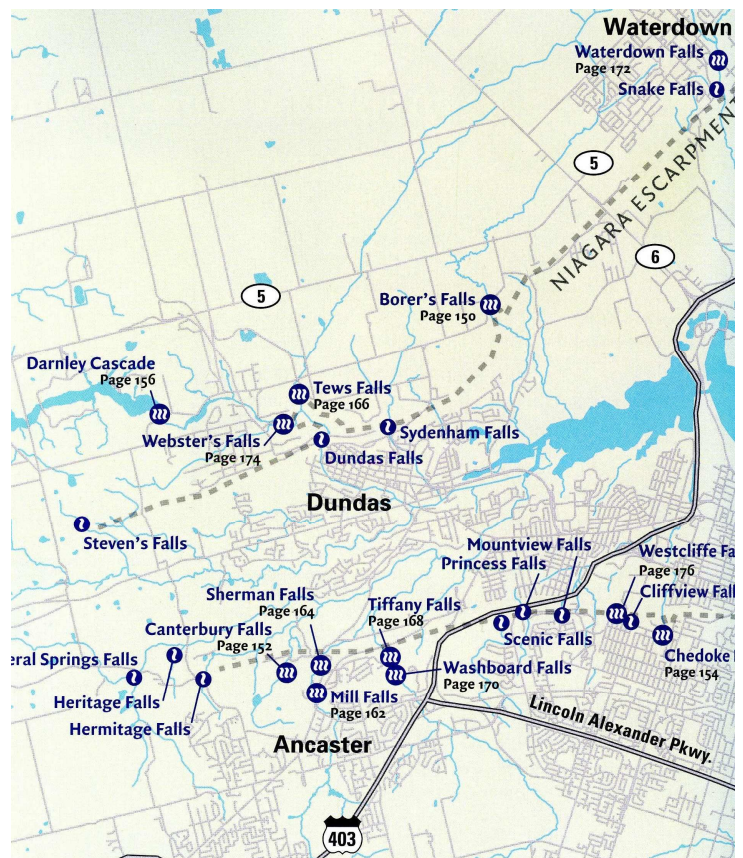 Waterdown
Waterdown Falls
Page 172
Snake Falls
5
NIAGARA ESCARPMENT
6
5
Borer's Falls
Page 150
Darnley Cascade
Page 156
Tews Falls
Page 166
Webster's Falls
Page 174
Sydenham Falls
Dundas Falls
Dundas
Steven's Falls
Mountview Falls
Princess Falls
Westcliffe Fa
Page 176
Cliffview Fall
Sherman Falls
Page 164
Tiffany Falls
Page 168
Canterbury Falls
Page 152
Scenic Falls
eral Springs Falls
Washboard Falls
Page 170
Chedoke
Page 154
Heritage Falls
Mill Falls
Page 162
Hermitage Falls
Lincoln Alexander Pkwy.
Ancaster
403